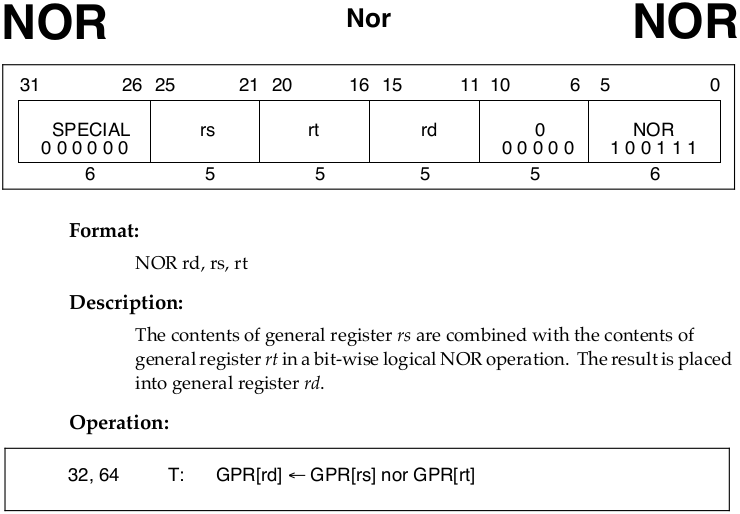 NOR Nor NOR
31 26 25 21 20 16 15 11 10 6 5 0
SPECIAL rs rt rd 0 NOR
0 0 0 0 0 0 0 0 0 0 0 1 0 0 1 1 1
6 5 5 5 5 6
Format:
NOR rd, rs, rt
Description:
The contents of general register rs are combined with the contents of
general register rt in a bit-wise logical NOR operation. The result is placed
into general register rd.
Operation:
32, 64 T: GPR[rd] ← GPR[rs] nor GPR[rt]